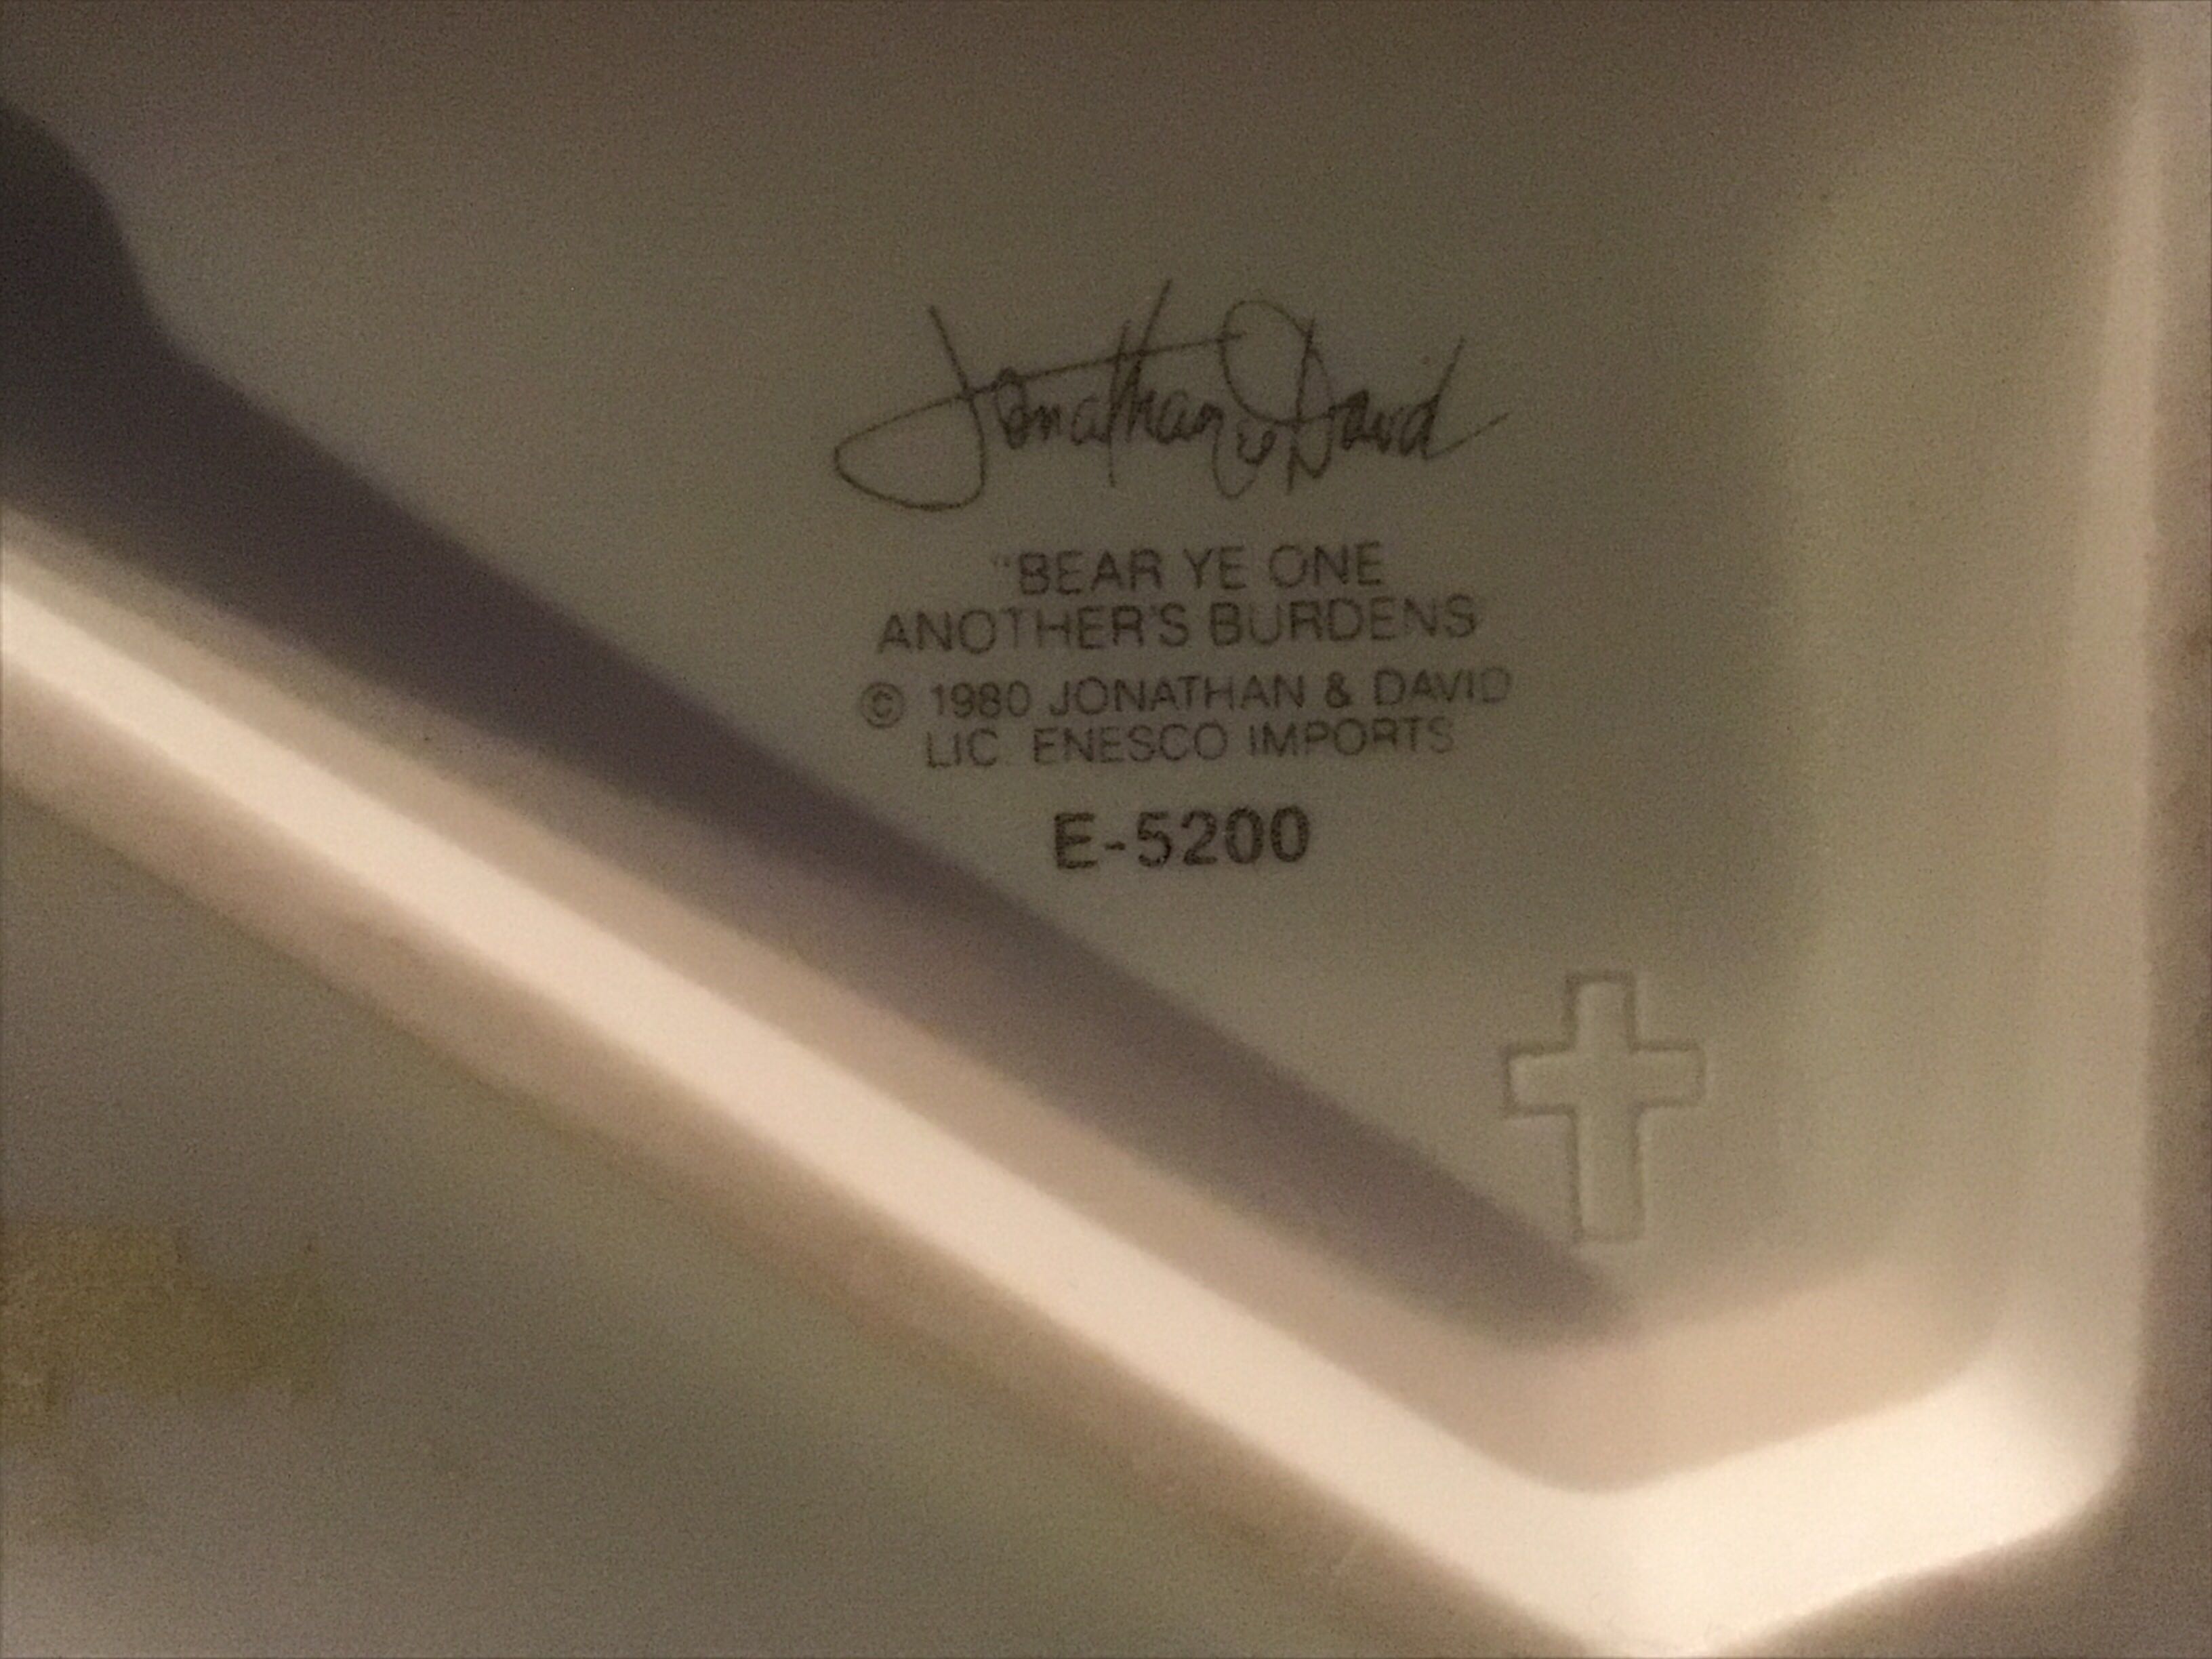 Jonathan & David
"BEAR YE ONE
ANOTHER'S BURDENS
© 1980 JONATHAN & DAVID
LIC ENESCO IMPORTS
E-5200